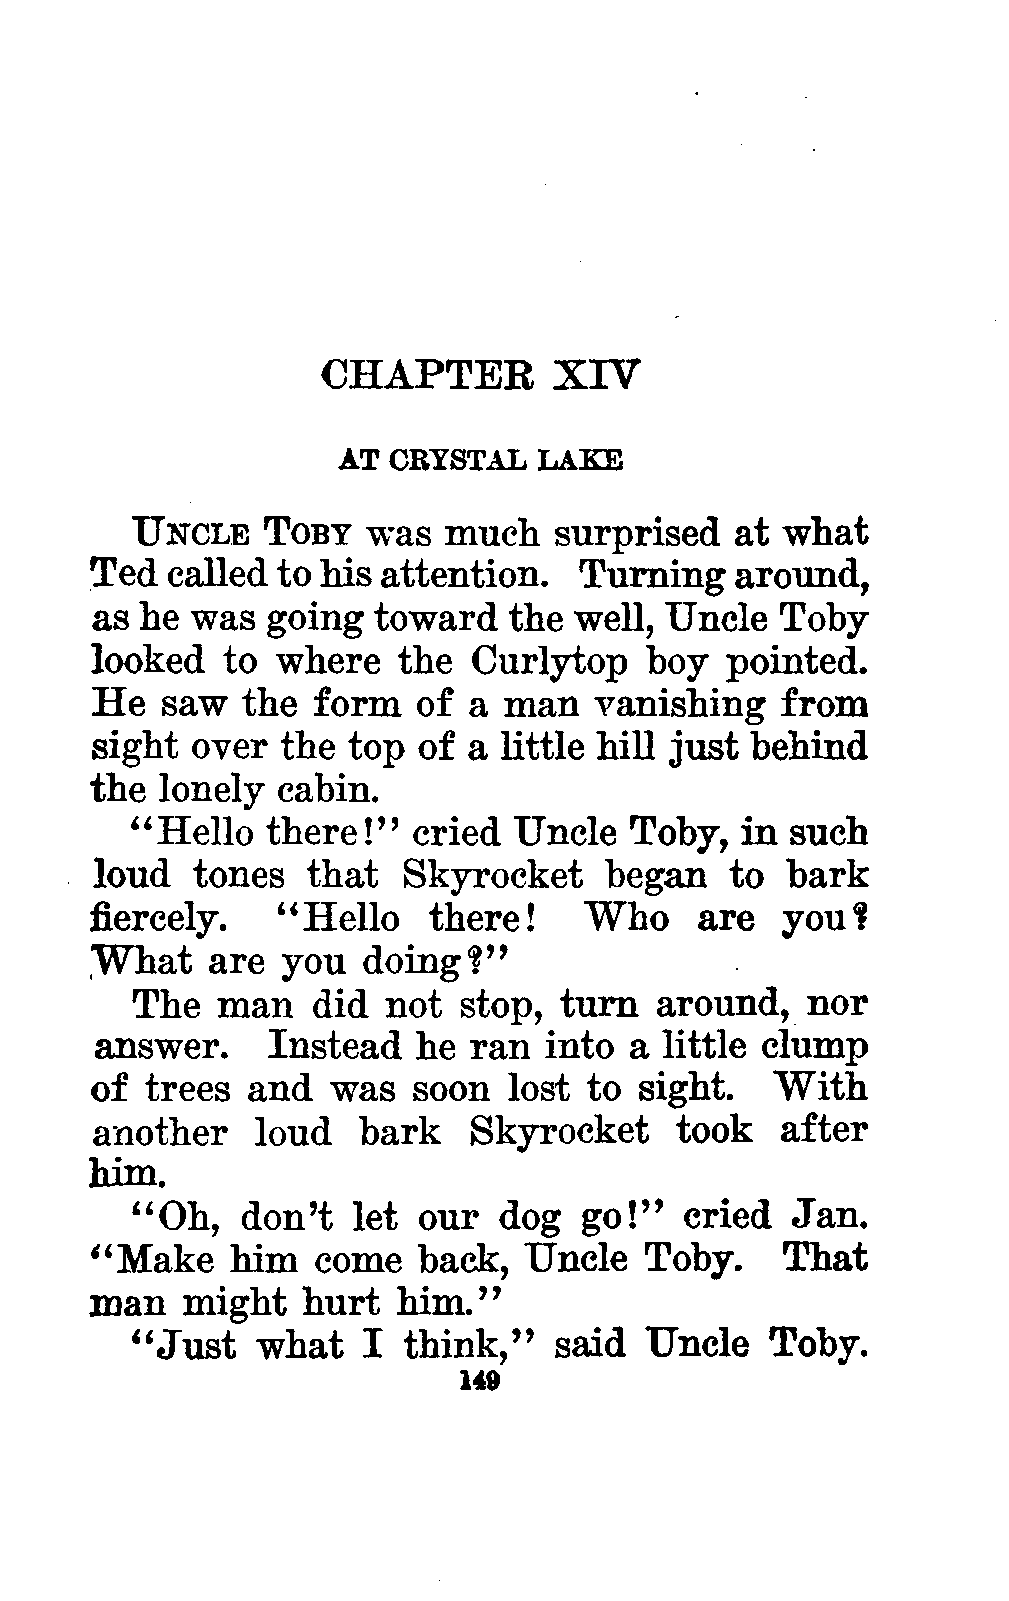 CHAPTER XIV
AT CRYSTAL LAKE
UNCLE TOBY was much surprised at what
Ted called to his attention. Turning around,
as he was going toward the well, Uncle Toby
looked to where the Curlytop boy pointed.
He saw the form of a man vanishing from
sight over the top of a little hill just behind
the lonely cabin.
“Hello there!” cried Uncle Toby, in such
loud tones that Skyrocket began to bark
fiercely. “Hello there! Who are you?
What are you doing?”
The man did not stop, turn around, nor
answer. Instead he ran into a little clump
of trees and was soon lost to sight. With
another loud bark Skyrocket took after
him.
“Oh, don’t let our dog go!” cried Jan.
“Make him come back, Uncle Toby. That
man might hurt him.”
“Just what I think,” said Uncle Toby.
149